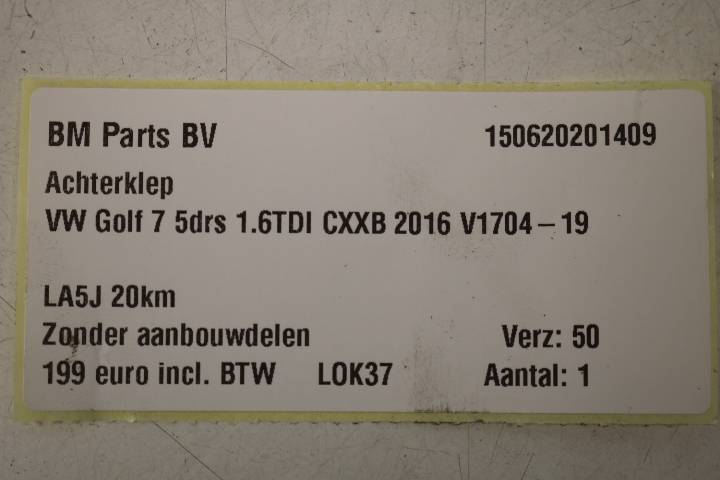 BM Parts BV 150620201409
Achterklep
VW Golf 7 5drs 1.6TDI CXXB 2016 V1704-19
LA5J 20km
Zonder aanbouwdelen Verz: 50
199 euro incl. BTW LOK37 Aantal: 1